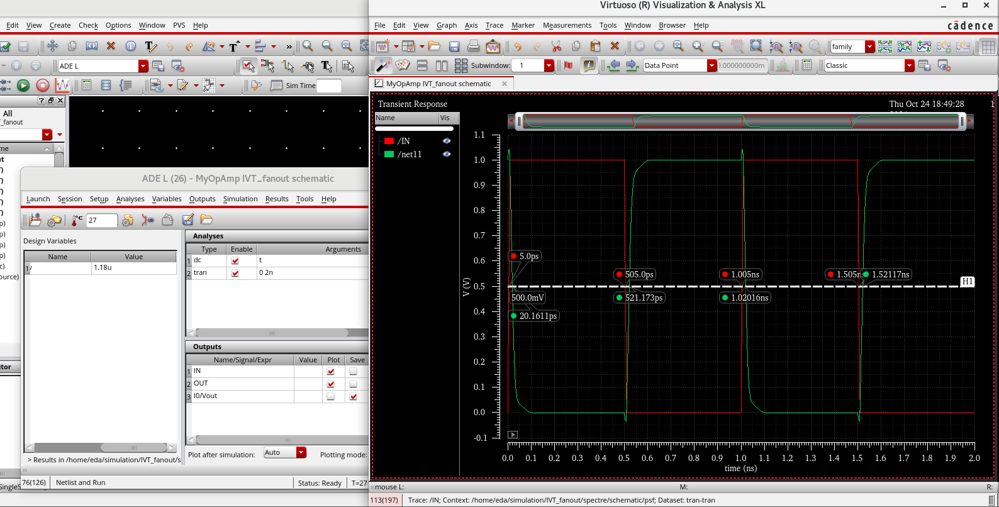 Virtuoso (R) Visualization & Analysis XL
Edit View Create Check Options Window PVS Help
File Edit View Graph Axis Trace Marker Measurements Tools Window Browser Help
cādence
family
ADE L
Subwindow: 1
Data Point
0.000000000m
Classic
Sim Time
MyOpAmp IVT_fanout schematic
All
_fanout
Transient Response
Thu Oct 24 18:49:28
1
Name Vis
/IN
/net11
1.1
1.0
0.9
0.8
0.7
0.6
0.5
0.4
0.3
0.2
0.1
0.0
-0.1
V (V)
5.0ps
505.0ps
1.005ns
1.505n
1.52117ns
H1
500.0mV
521.173ps
1.02016ns
20.1611ps
0.0 0.1 0.2 0.3 0.4 0.5 0.6 0.7 0.8 0.9 1.0 1.1 1.2 1.3 1.4 1.5 1.6 1.7 1.8 1.9 2.0
time (ns)
mouse L: M: R:
113(197) Trace: /IN; Context: /home/eda/simulation/IVT_fanout/spectre/schematic/psf; Dataset: tran-tran
ADE L (26) - MyOpAmp IVT_fanout schematic
Launch Session Setup Analyses Variables Outputs Simulation Results Tools Help
27
Design Variables
Name Value
1 1.18u
Analyses
Type Enable Arguments
1 dc t
2 tran 0 2n
Outputs
Name/Signal/Expr Value Plot Save
1 IN
2 OUT
3 I0/Vout
Plot after simulation: Auto Plotting mode:
> Results in /home/eda/simulation/IVT_fanout/s
76(126) Netlist and Run Status: Ready T=27